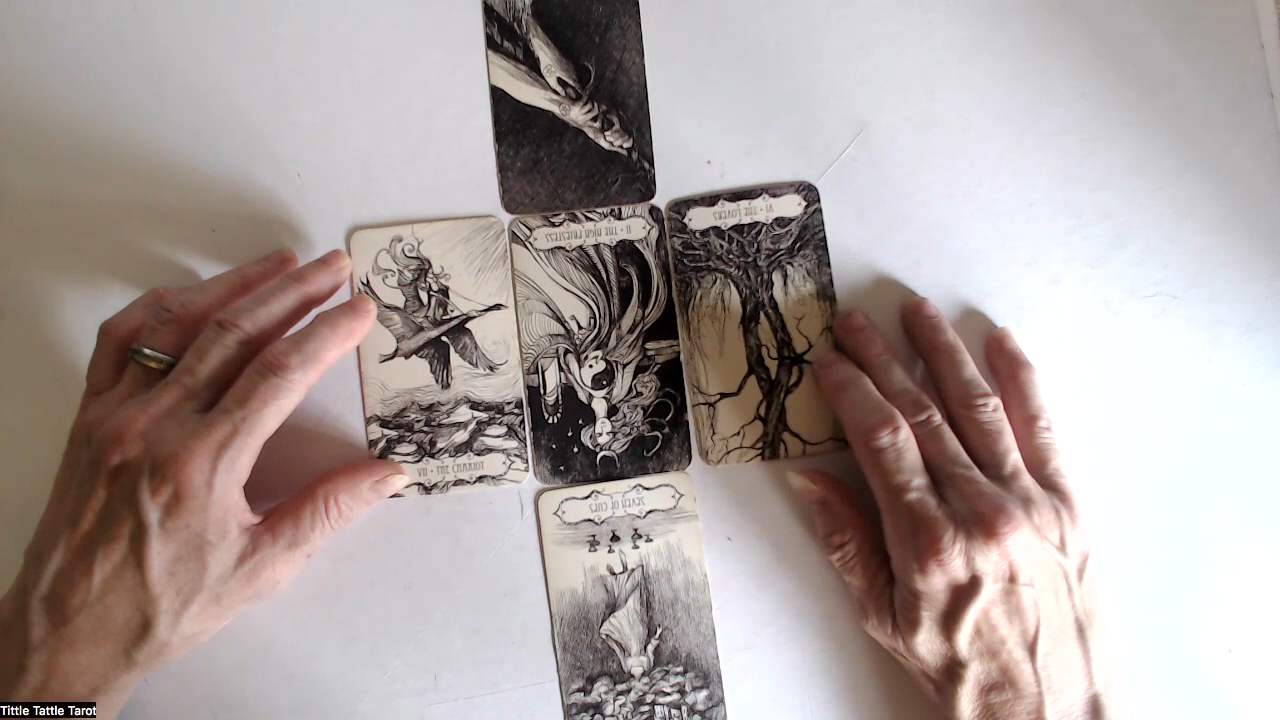 VI • THE LOVERS
II • THE HIGH PRIESTESS
VII • THE CHARIOT
SEVEN OF CUPS
Tittle Tattle Tarot